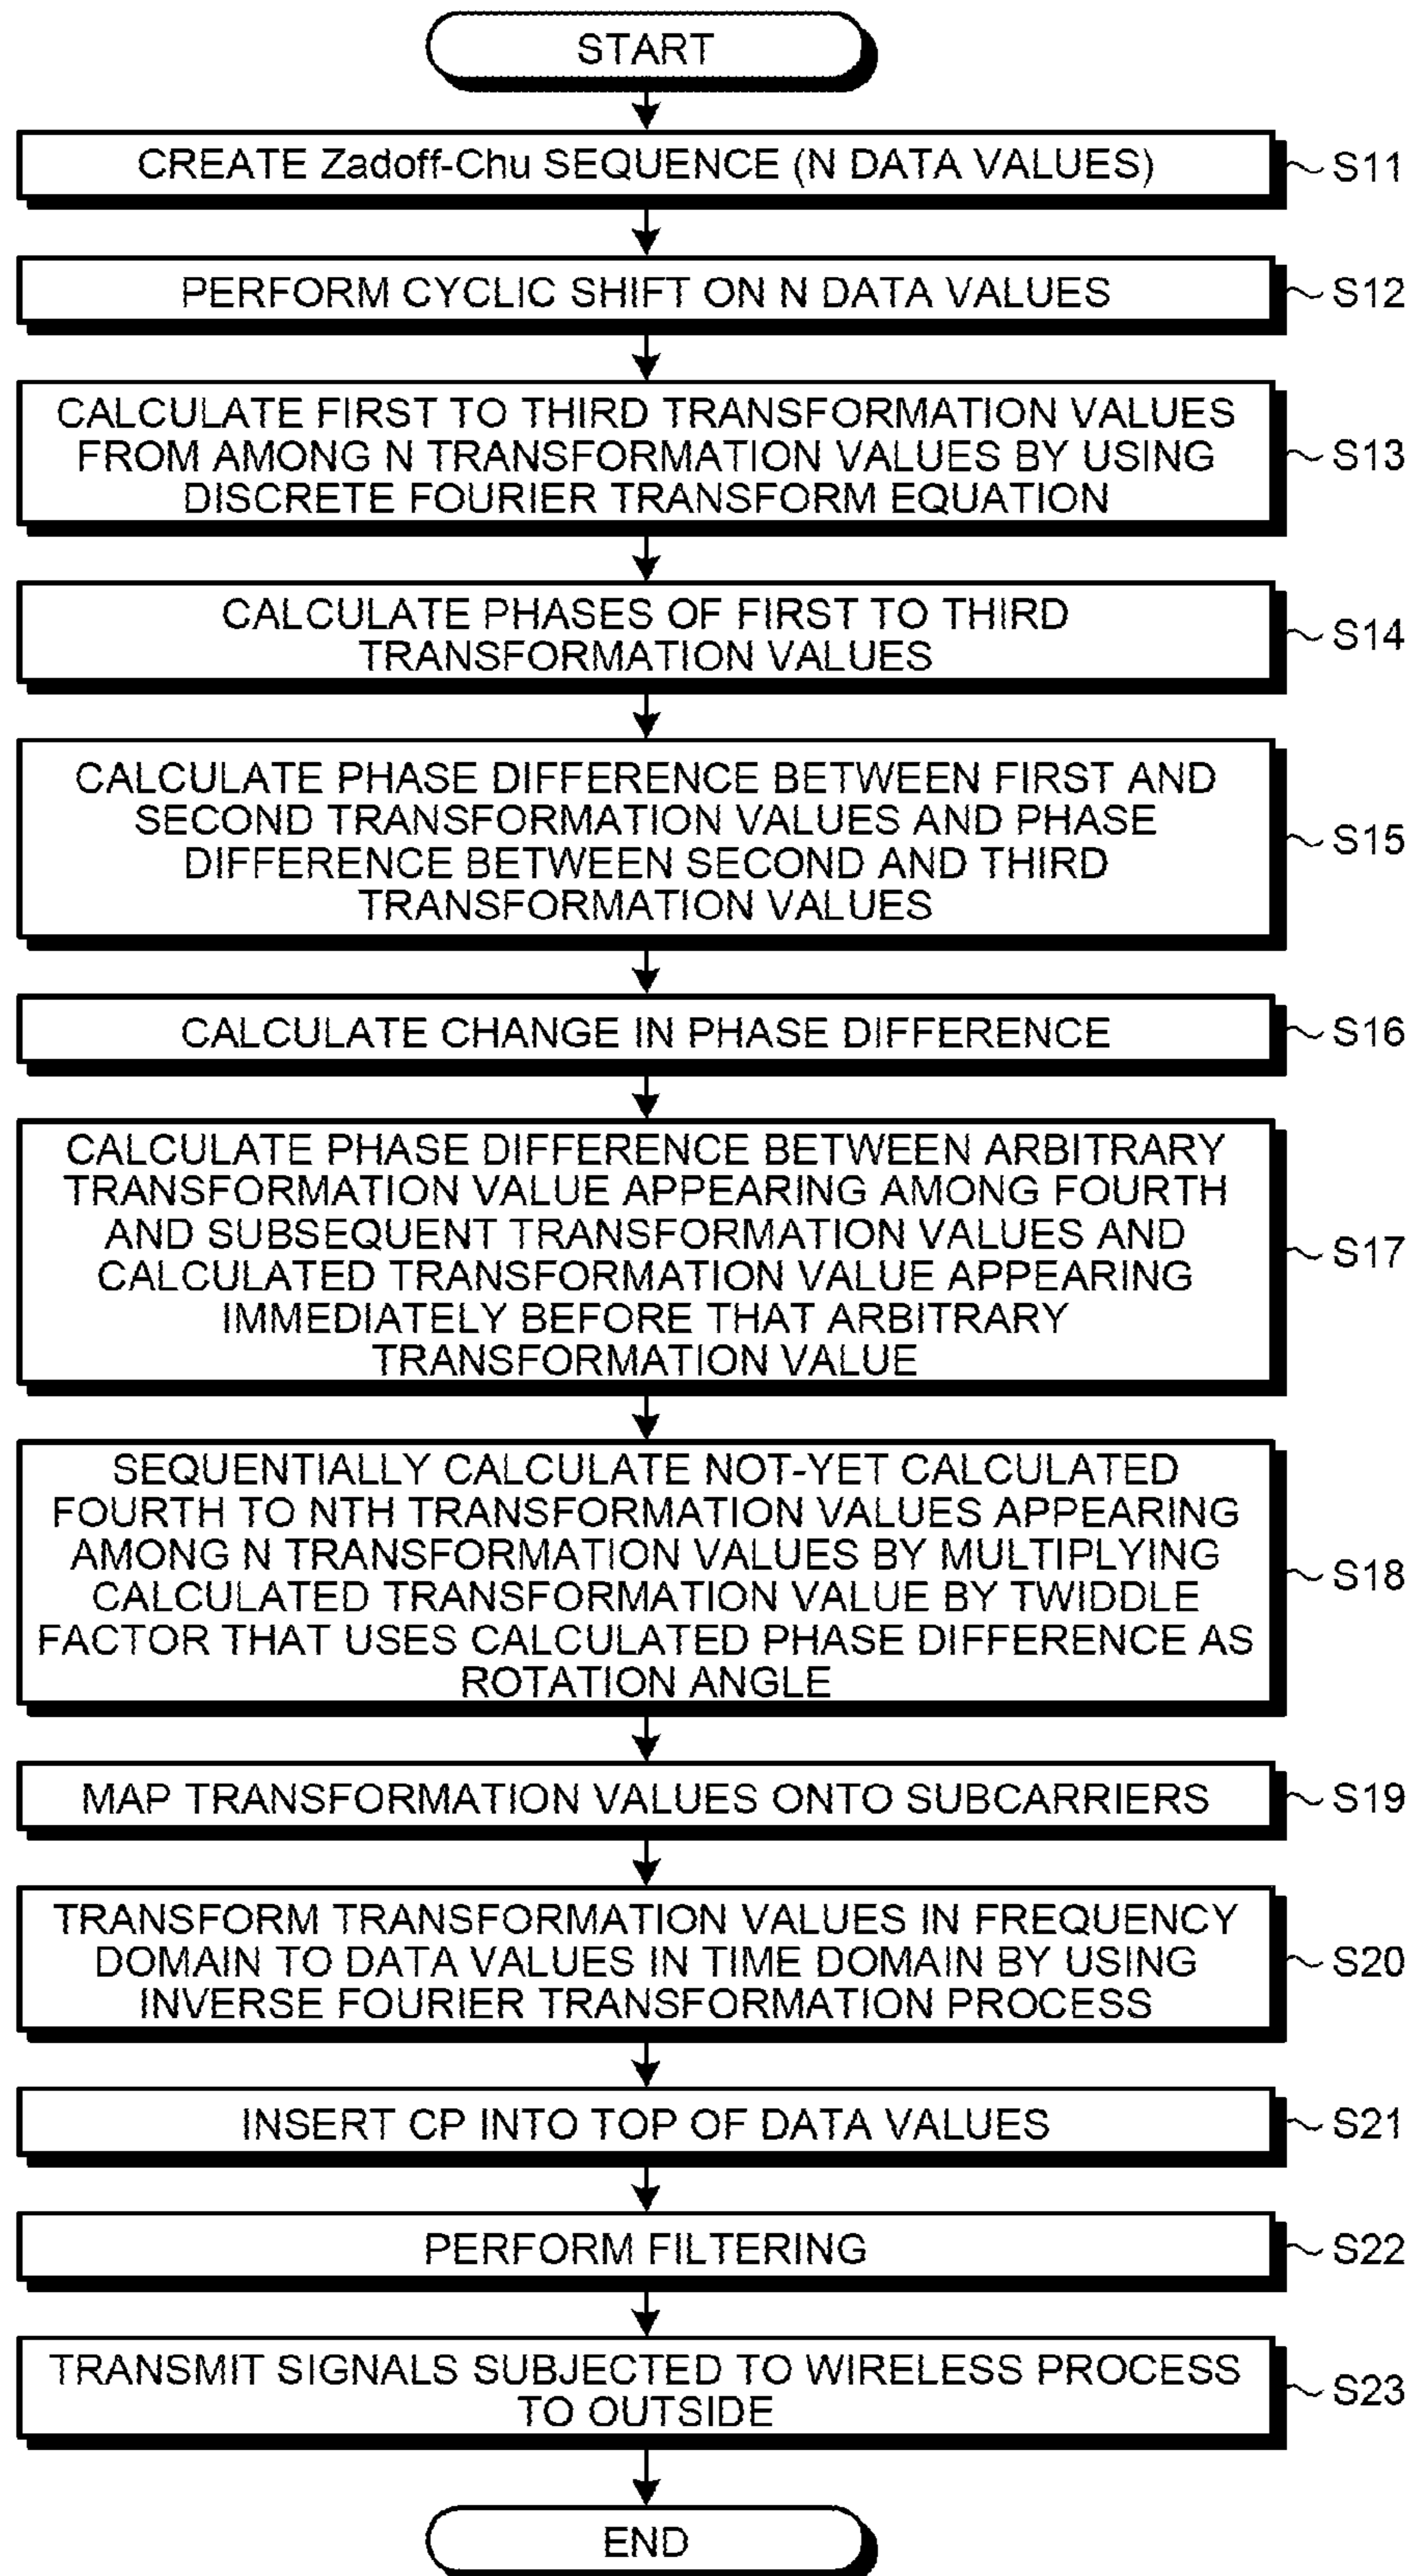 START
CREATE Zadoff-Chu SEQUENCE (N DATA VALUES)
S11
PERFORM CYCLIC SHIFT ON N DATA VALUES
S12
CALCULATE FIRST TO THIRD TRANSFORMATION VALUES
FROM AMONG N TRANSFORMATION VALUES BY USING
DISCRETE FOURIER TRANSFORM EQUATION
S13
CALCULATE PHASES OF FIRST TO THIRD
TRANSFORMATION VALUES
S14
CALCULATE PHASE DIFFERENCE BETWEEN FIRST AND
SECOND TRANSFORMATION VALUES AND PHASE
DIFFERENCE BETWEEN SECOND AND THIRD
TRANSFORMATION VALUES
S15
CALCULATE CHANGE IN PHASE DIFFERENCE
S16
CALCULATE PHASE DIFFERENCE BETWEEN ARBITRARY
TRANSFORMATION VALUE APPEARING AMONG FOURTH
AND SUBSEQUENT TRANSFORMATION VALUES AND
CALCULATED TRANSFORMATION VALUE APPEARING
IMMEDIATELY BEFORE THAT ARBITRARY
TRANSFORMATION VALUE
S17
SEQUENTIALLY CALCULATE NOT-YET CALCULATED
FOURTH TO NTH TRANSFORMATION VALUES APPEARING
AMONG N TRANSFORMATION VALUES BY MULTIPLYING
CALCULATED TRANSFORMATION VALUE BY TWIDDLE
FACTOR THAT USES CALCULATED PHASE DIFFERENCE AS
ROTATION ANGLE
S18
MAP TRANSFORMATION VALUES ONTO SUBCARRIERS
S19
TRANSFORM TRANSFORMATION VALUES IN FREQUENCY
DOMAIN TO DATA VALUES IN TIME DOMAIN BY USING
INVERSE FOURIER TRANSFORMATION PROCESS
S20
INSERT CP INTO TOP OF DATA VALUES
S21
PERFORM FILTERING
S22
TRANSMIT SIGNALS SUBJECTED TO WIRELESS PROCESS
TO OUTSIDE
S23
END